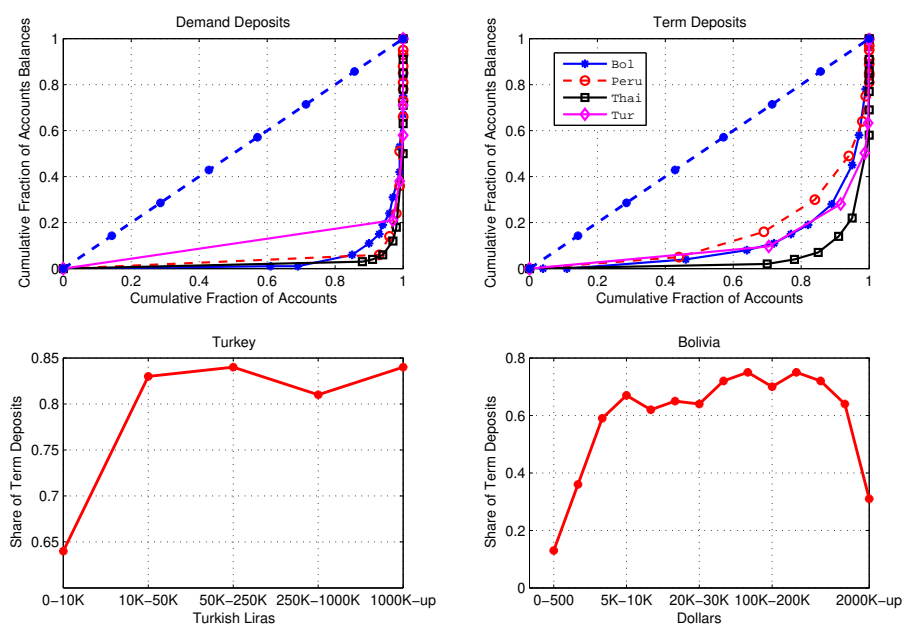 Demand Deposits
Cumulative Fraction of Accounts Balances
1
0.8
0.6
0.4
0.2
0
0 0.2 0.4 0.6 0.8 1
Cumulative Fraction of Accounts
Term Deposits
Cumulative Fraction of Accounts Balances
1
0.8
0.6
0.4
0.2
0
0 0.2 0.4 0.6 0.8 1
Cumulative Fraction of Accounts
Bol
Peru
Thai
Tur
Turkey
Share of Term Deposits
0.85
0.8
0.75
0.7
0.65
0−10K 10K−50K 50K−250K 250K−1000K 1000K−up
Turkish Liras
Bolivia
Share of Term Deposits
0.8
0.6
0.4
0.2
0
0−500 5K−10K 20K−30K 100K−200K 2000K−up
Dollars